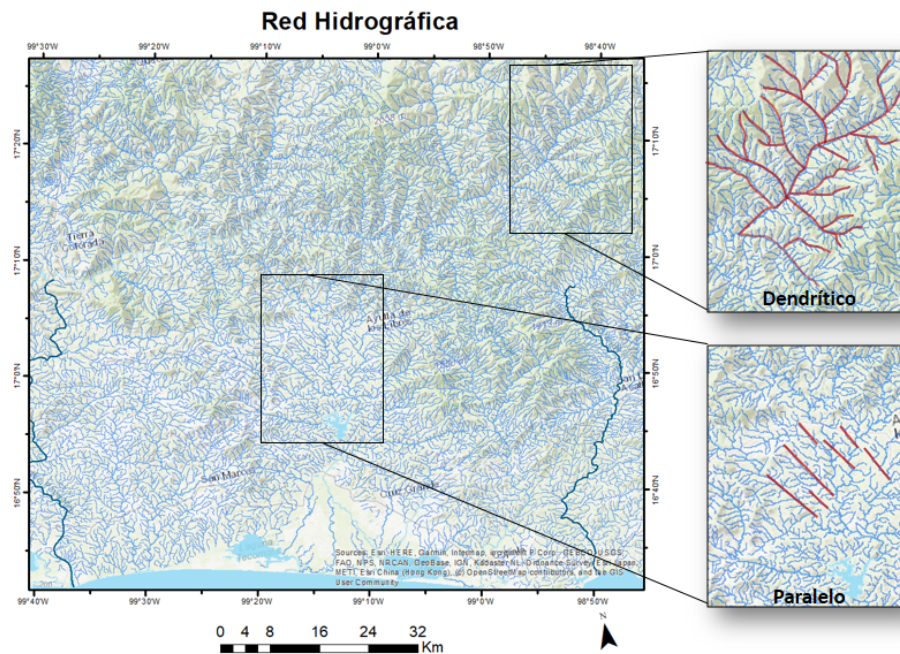 Red Hidrográfica
99°30'W 99°20'W 99°10'W 99°0'W 98°50'W 98°40'W
17°20'N
17°10'N
17°0'N
16°50'N
17°10'N
17°0'N
16°50'N
16°40'N
Tierra
Colorada
Ayutla de
los Libres
San Marcos
Cruz Grande
Sources: Esri, HERE, Garmin, Intermap, increment P Corp., GEBCO, USGS,
FAO, NPS, NRCAN, GeoBase, IGN, Kadaster NL, Ordnance Survey, Esri Japan,
METI, Esri China (Hong Kong), (c) OpenStreetMap contributors, and the GIS
User Community
99°40'W 99°30'W 99°20'W 99°10'W 99°0'W 98°50'W
0 4 8 16 24 32
Km
N
Dendrítico
Paralelo